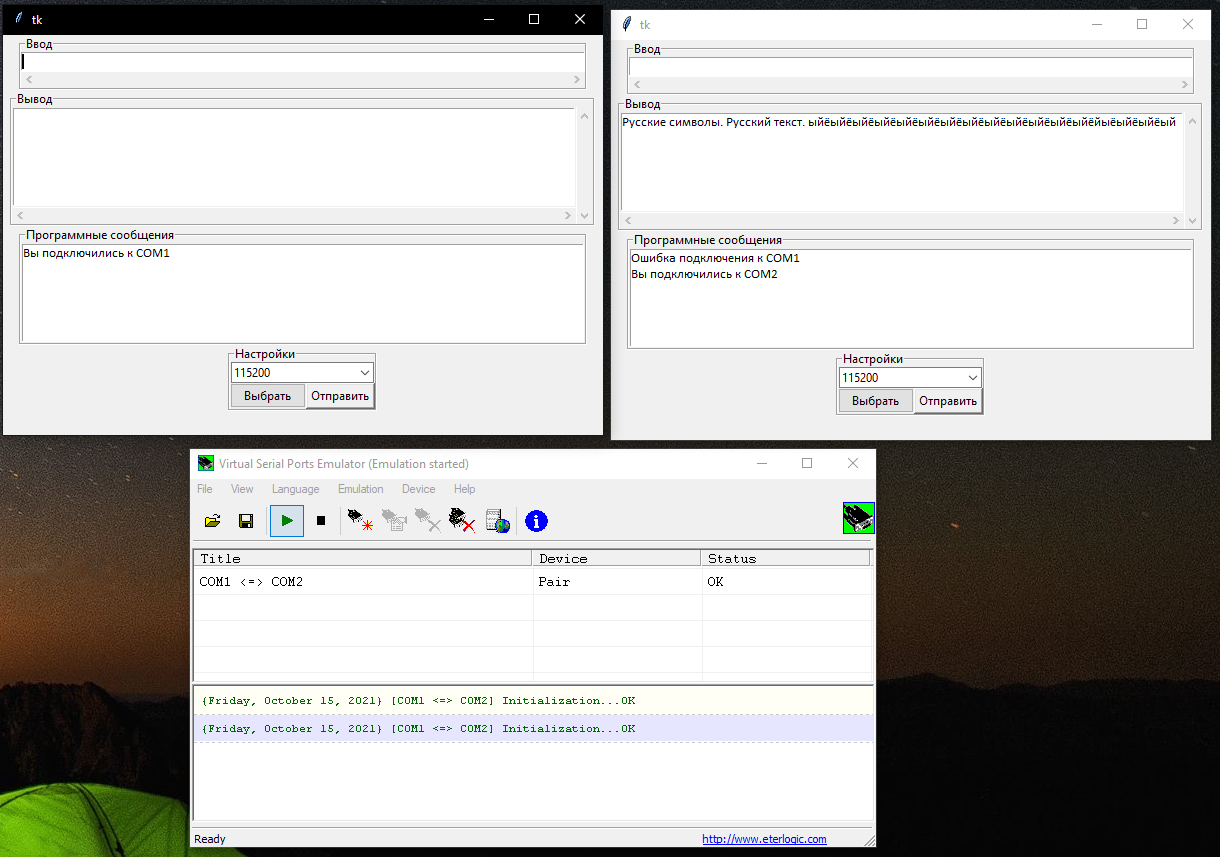 tk
Ввод
Вывод
Программные сообщения
Вы подключились к COM1
Настройки
115200
Выбрать
Отправить
tk
Ввод
Вывод
Русские символы. Русский текст. ыйёыйёыйёыйёыйёыйёыйёыйёыйёыйёыйёыйёыйёыйёйыёыйёыйёый
Программные сообщения
Ошибка подключения к COM1
Вы подключились к COM2
Настройки
115200
Выбрать
Отправить
Virtual Serial Ports Emulator (Emulation started)
File View Language Emulation Device Help
Title Device Status
COM1 <=> COM2 Pair OK
{Friday, October 15, 2021} [COM1 <=> COM2] Initialization...OK
{Friday, October 15, 2021} [COM1 <=> COM2] Initialization...OK
Ready http://www.eterlogic.com